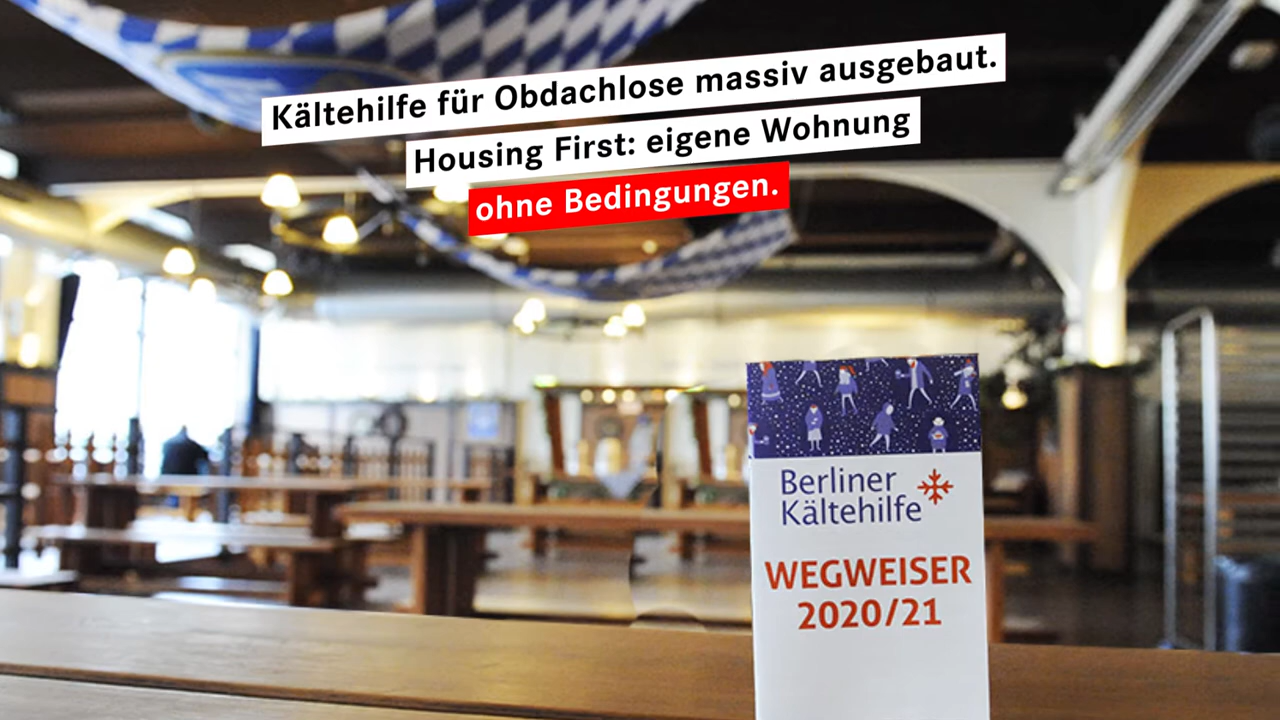 Kältehilfe für Obdachlose massiv ausgebaut.
Housing First: eigene Wohnung
ohne Bedingungen.
Berliner
Kältehilfe
WEGWEISER
2020/21